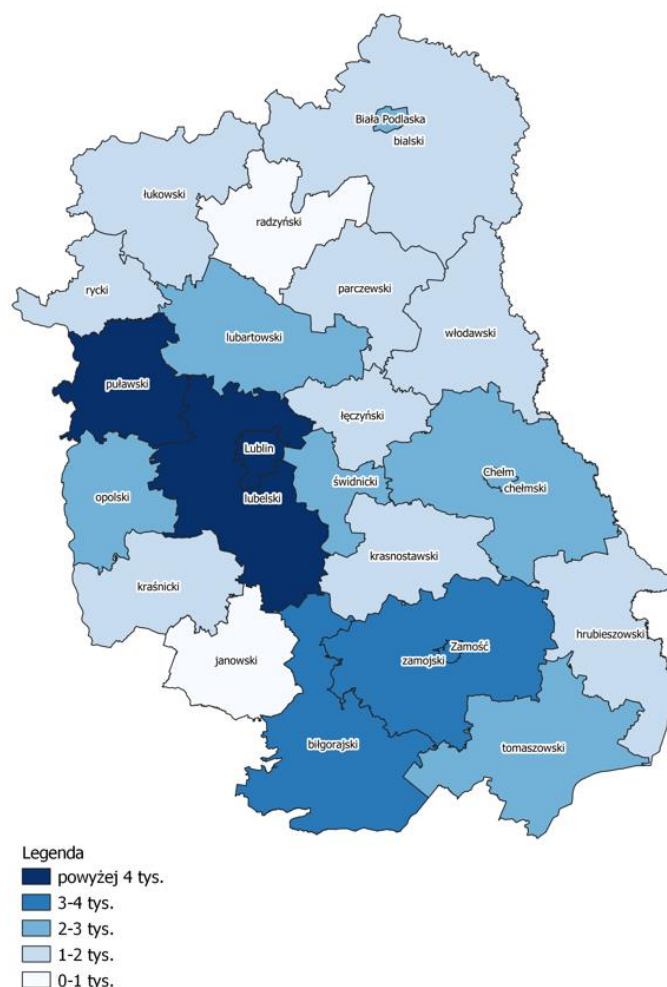 Biała Podlaska
bialski
łukowski
radzyński
rycki
parczewski
włodawski
lubartowski
puławski
łęczyński
Lublin
Chełm
świdnicki
chełmski
opolski
lubelski
krasnostawski
kraśnicki
hrubieszowski
Zamość
janowski
zamojski
biłgorajski
tomaszowski
Legenda
powyżej 4 tys.
3-4 tys.
2-3 tys.
1-2 tys.
0-1 tys.